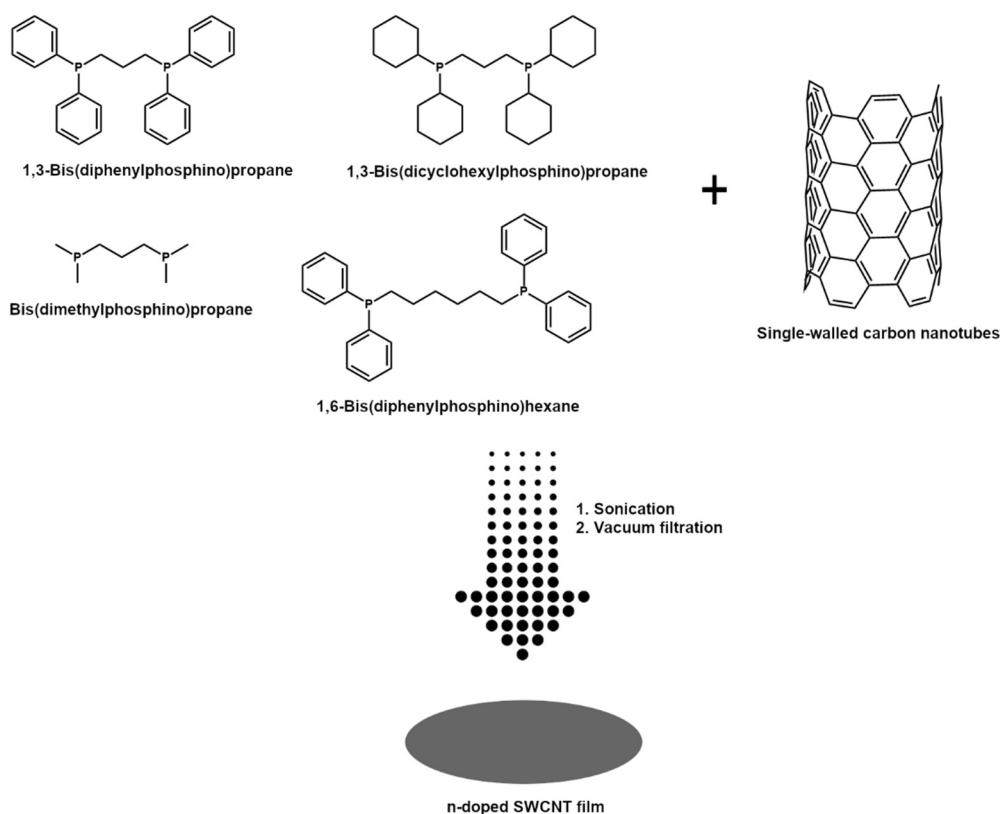 P P
P P
1,3-Bis(diphenylphosphino)propane
1,3-Bis(dicyclohexylphosphino)propane
+
P P
Bis(dimethylphosphino)propane
P P
1,6-Bis(diphenylphosphino)hexane
Single-walled carbon nanotubes
1. Sonication
2. Vacuum filtration
n-doped SWCNT film